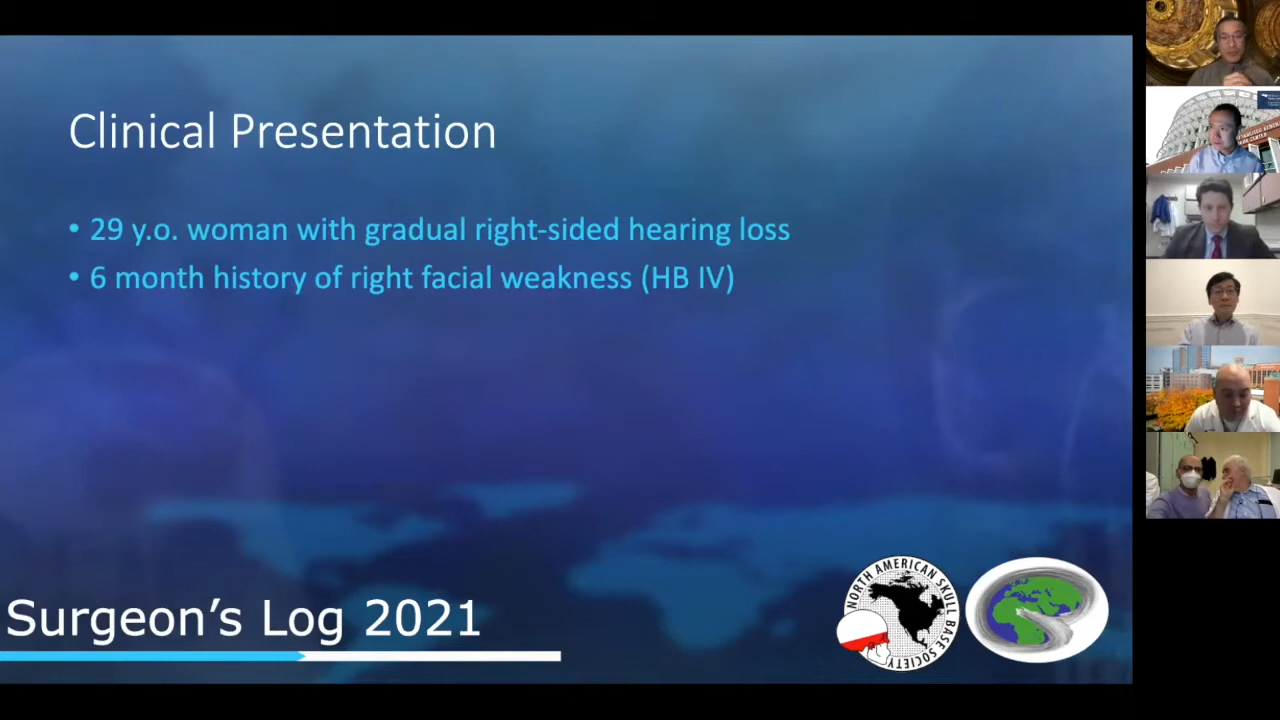 Clinical Presentation
• 29 y.o. woman with gradual right-sided hearing loss
• 6 month history of right facial weakness (HB IV)
Surgeon's Log 2021
NORTH AMERICAN SKULL BASE SOCIETY